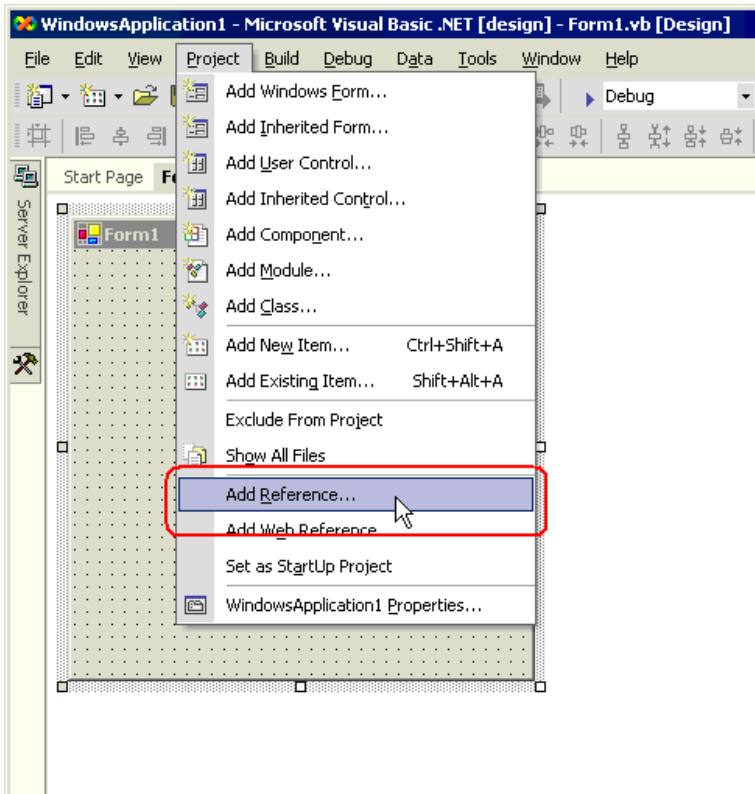 WindowsApplication1 - Microsoft Visual Basic .NET [design] - Form1.vb [Design]
File Edit View Project Build Debug Data Tools Window Help
Debug
Add Windows Form...
Add Inherited Form...
Start Page
Add User Control...
Add Inherited Control...
Form1
Add Component...
Server Explorer
Add Module...
Add Class...
Add New Item... Ctrl+Shift+A
Add Existing Item... Shift+Alt+A
Exclude From Project
Show All Files
Add Reference...
Add Web Reference
Set as StartUp Project
WindowsApplication1 Properties...